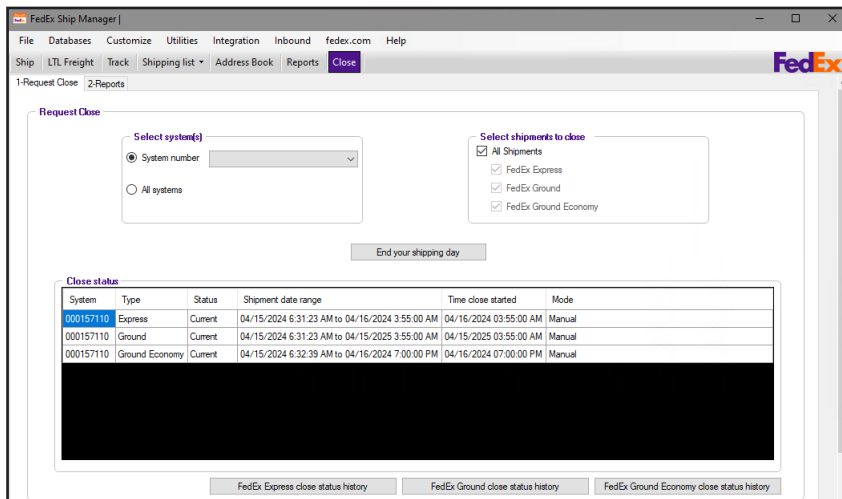 FedEx Ship Manager |
File Databases Customize Utilities Integration Inbound fedex.com Help
Ship LTL Freight Track Shipping list Address Book Reports Close
FedEx
1-Request Close 2-Reports
Request Close
Select system(s)
System number
All systems
Select shipments to close
All Shipments
FedEx Express
FedEx Ground
FedEx Ground Economy
End your shipping day
Close status
System Type Status Shipment date range Time close started Mode
000157110 Express Current 04/15/2024 6:31:23 AM to 04/16/2024 3:55:00 AM 04/16/2024 03:55:00 AM Manual
000157110 Ground Current 04/15/2024 6:31:23 AM to 04/15/2025 3:55:00 AM 04/15/2025 03:55:00 AM Manual
000157110 Ground Economy Current 04/15/2024 6:32:39 AM to 04/16/2024 7:00:00 PM 04/16/2024 07:00:00 PM Manual
FedEx Express close status history FedEx Ground close status history FedEx Ground Economy close status history